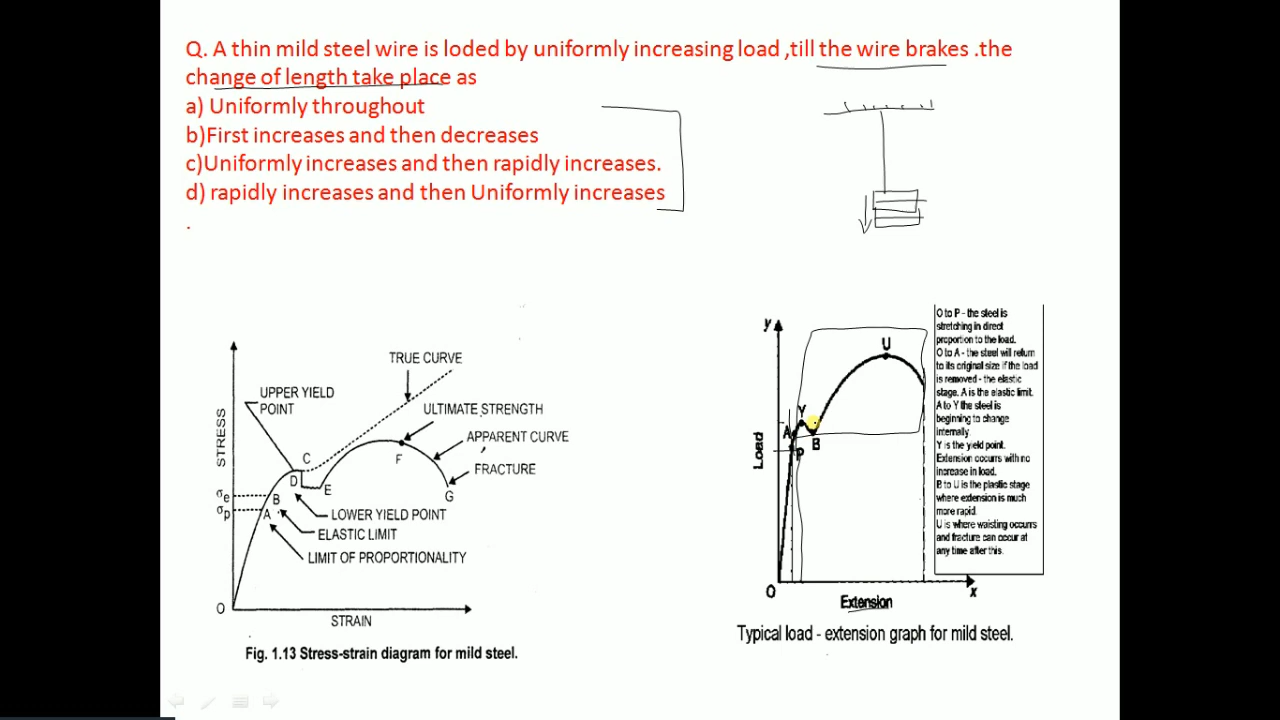 Q. A thin mild steel wire is loded by uniformly increasing load ,till the wire brakes .the
change of length take place as
a) Uniformly throughout
b)First increases and then decreases
c)Uniformly increases and then rapidly increases.
d) rapidly increases and then Uniformly increases
.
STRESS
UPPER YIELD
POINT
TRUE CURVE
ULTIMATE STRENGTH
APPARENT CURVE
FRACTURE
C
D
E
F
G
B
A
σe
σp
LOWER YIELD POINT
ELASTIC LIMIT
LIMIT OF PROPORTIONALITY
O
STRAIN
Fig. 1.13 Stress-strain diagram for mild steel.
y
Load
U
Y
A
B
P
O
x
Extension
O to P - the steel is
stretching in direct
proportion to the load.
O to A - the steel will return
to its original size if the load
is removed - the elastic
stage. A is the elastic limit.
A to Y the steel is
beginning to change
internally.
Y is the yield point.
Extension occurrs with no
increase in load.
B to U is the plastic stage
where extension is much
more rapid.
U is where waisting occurrs
and fracture can occur at
any time after this.
Typical load - extension graph for mild steel.